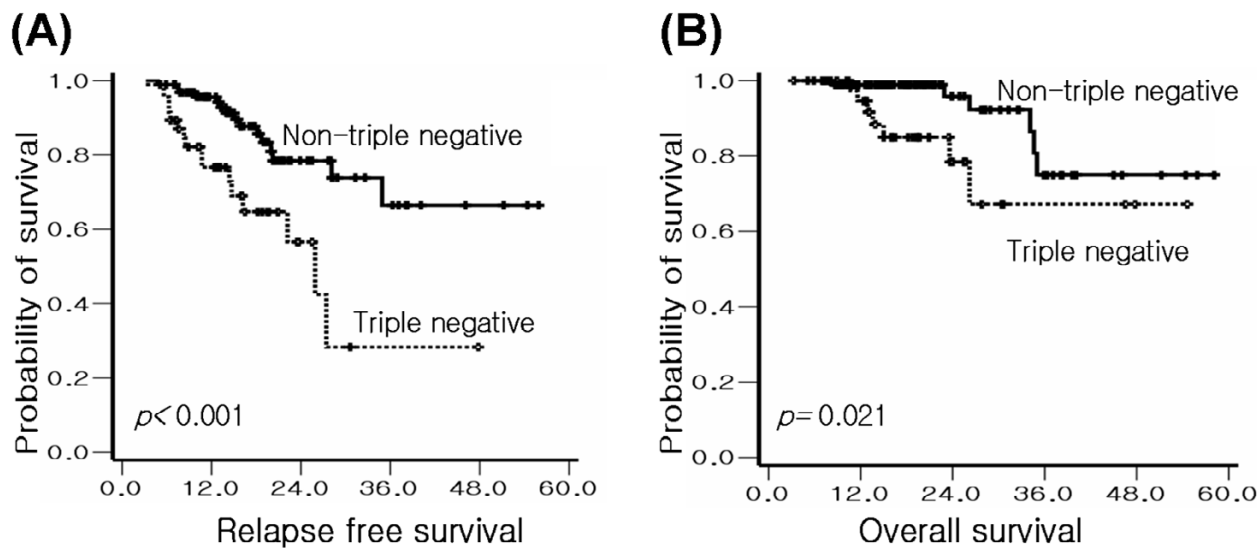 (A)
Probability of survival
1.0
0.8
0.6
0.4
0.2
0.0
Non-triple negative
Triple negative
p< 0.001
0.0 12.0 24.0 36.0 48.0 60.0
Relapse free survival
(B)
Probability of survival
1.0
0.8
0.6
0.4
0.2
0.0
Non-triple negative
Triple negative
p= 0.021
0.0 12.0 24.0 36.0 48.0 60.0
Overall survival